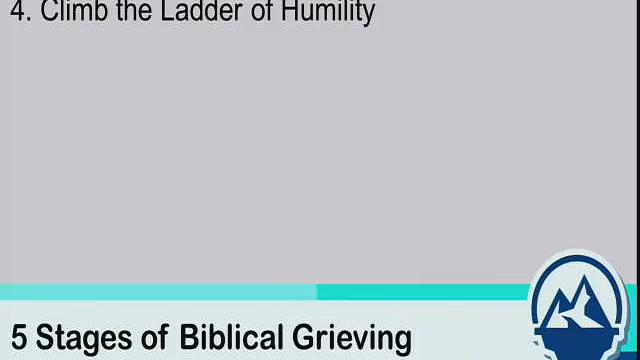 4. Climb the Ladder of Humility
5 Stages of Biblical Grieving